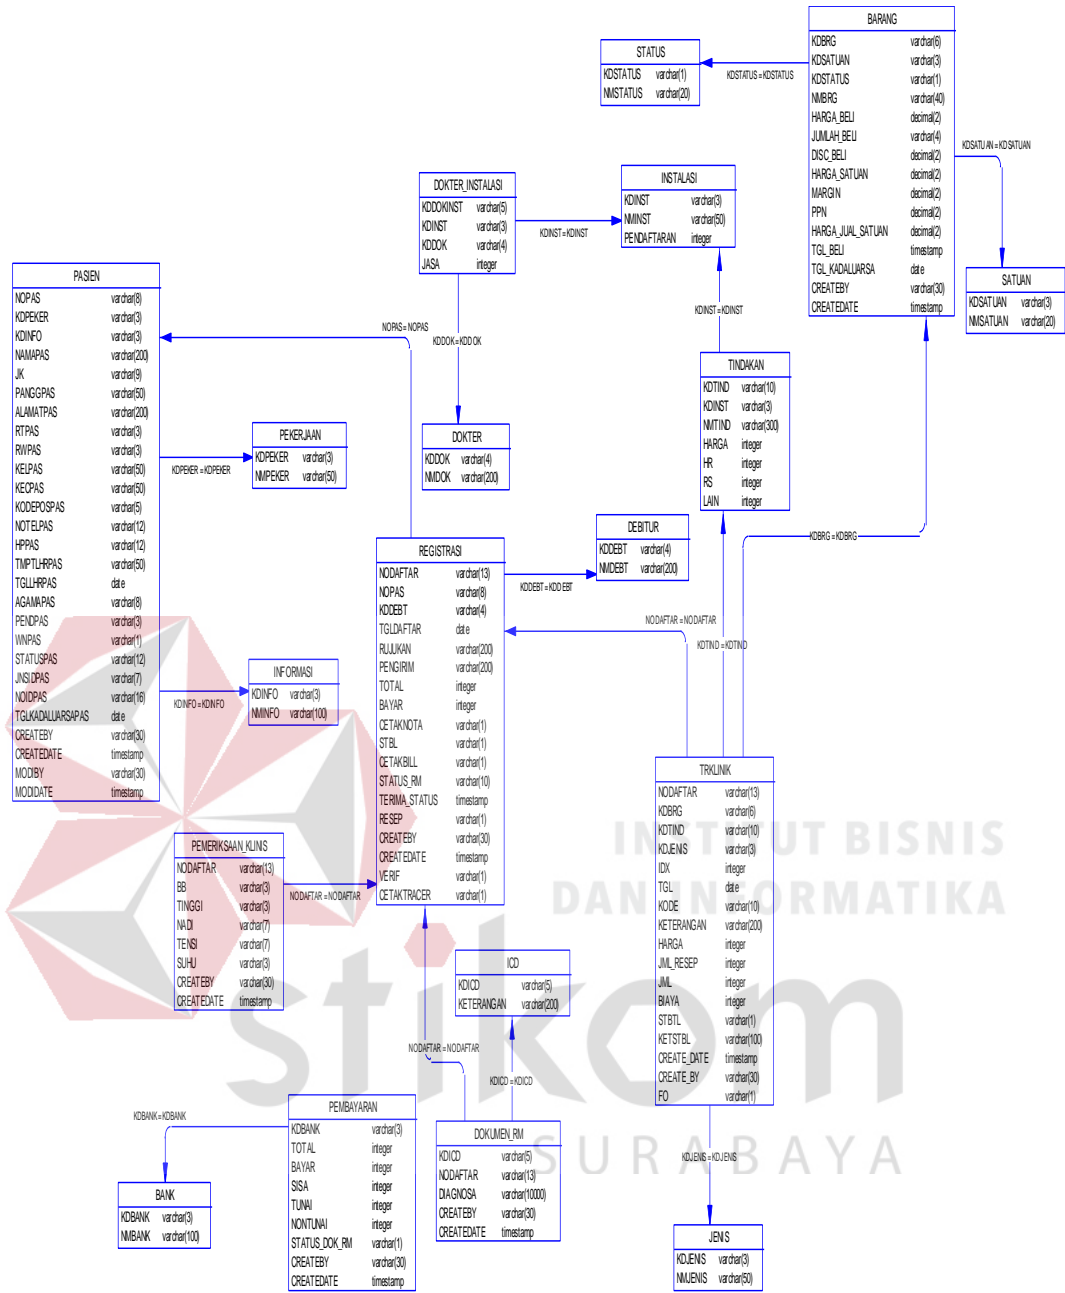 BARANG
KDBRG varchar(6)
KDSATUAN varchar(3)
KDSTATUS varchar(1)
NMBRG varchar(40)
HARGA_BELI decimal(2)
JUMLAH_BELI varchar(4)
DISC_BELI decimal(2)
HARGA_SATUAN decimal(2)
MARGIN decimal(2)
PPN decimal(2)
HARGA_JUAL_SATUAN decimal(2)
TGL_BELI timestamp
TGL_KADALUARSA date
CREATEBY varchar(30)
CREATEDATE timestamp
STATUS
KDSTATUS varchar(1)
NMSTATUS varchar(20)
KDSTATUS = KDSTATUS
KDSATUAN = KDSATUAN
SATUAN
KDSATUAN varchar(3)
NMSATUAN varchar(20)
DOKTER_INSTALASI
KDDOKINST varchar(5)
KDINST varchar(3)
KDDOK varchar(4)
JASA integer
INSTALASI
KDINST varchar(3)
NMINST varchar(50)
PENDAFTARAN integer
KDINST = KDINST
KDINST = KDINST
PASIEN
NOPAS varchar(8)
KDPEKER varchar(3)
KDINFO varchar(3)
NAMAPAS varchar(200)
JK varchar(9)
PANGGPAS varchar(50)
ALAMATPAS varchar(200)
RTPAS varchar(3)
RWPAS varchar(3)
KELPAS varchar(50)
KECPAS varchar(50)
KODEPOSPAS varchar(5)
NOTELPAS varchar(12)
HPPAS varchar(12)
TMPTLHRPAS varchar(50)
TGLLHRPAS date
AGAMAPAS varchar(8)
PENDPAS varchar(3)
WNPAS varchar(1)
STATUSPAS varchar(12)
JNSIDPAS varchar(7)
NOIDPAS varchar(16)
TGLKADALUARSAPAS date
CREATEBY varchar(30)
CREATEDATE timestamp
MODIBY varchar(30)
MODIDATE timestamp
NOPAS = NOPAS
KDDOK = KDDOK
TINDAKAN
KDTIND varchar(10)
KDINST varchar(3)
NMTIND varchar(300)
HARGA integer
HR integer
RS integer
LAIN integer
PEKERJAAN
KDPEKER varchar(3)
NMPEKER varchar(50)
KDPEKER = KDPEKER
DOKTER
KDDOK varchar(4)
NMDOK varchar(200)
DEBITUR
KDDEBT varchar(4)
NMDEBT varchar(200)
KDDEBT = KDDEBT
KDBRG = KDBRG
REGISTRASI
NODAFTAR varchar(13)
NOPAS varchar(8)
KDDEBT varchar(4)
TGLDAFTAR date
RUJUKAN varchar(200)
PENGIRIM varchar(200)
TOTAL integer
BAYAR integer
CETAKNOTA varchar(1)
STBL varchar(1)
CETAKBILL varchar(1)
STATUS_RM varchar(10)
TERIMA_STATUS timestamp
RESEP varchar(1)
CREATEBY varchar(30)
CREATEDATE timestamp
VERIF varchar(1)
CETAKTRACER varchar(1)
NODAFTAR = NODAFTAR
KDTIND = KDTIND
INFORMASI
KDINFO varchar(3)
NMINFO varchar(100)
KDINFO = KDINFO
TRKLINIK
NODAFTAR varchar(13)
KDBRG varchar(6)
KDTIND varchar(10)
KDJENIS varchar(3)
IDX integer
TGL date
KODE varchar(10)
KETERANGAN varchar(200)
HARGA integer
JML_RESEP integer
JML integer
BIAYA integer
STBTL varchar(1)
KETSTBL varchar(100)
CREATE_DATE timestamp
CREATE_BY varchar(30)
FO varchar(1)
PEMERIKSAAN_KLINIS
NODAFTAR varchar(13)
BB varchar(3)
TINGGI varchar(3)
NADI varchar(7)
TENSI varchar(7)
SUHU varchar(3)
CREATEBY varchar(30)
CREATEDATE timestamp
NODAFTAR = NODAFTAR
INSTITUT BISNIS
DAN INFORMATIKA
stikom
SURABAYA
ICD
KDICD varchar(5)
KETERANGAN varchar(200)
NODAFTAR = NODAFTAR
KDICD = KDICD
PEMBAYARAN
KDBANK varchar(3)
TOTAL integer
BAYAR integer
SISA integer
TUNAI integer
NONTUNAI integer
STATUS_DOK_RM varchar(1)
CREATEBY varchar(30)
CREATEDATE timestamp
KDBANK = KDBANK
BANK
KDBANK varchar(3)
NMBANK varchar(100)
DOKUMEN_RM
KDICD varchar(5)
NODAFTAR varchar(13)
DIAGNOSA varchar(10000)
CREATEBY varchar(30)
CREATEDATE timestamp
KDJENIS = KDJENIS
JENIS
KDJENIS varchar(3)
NMJENIS varchar(50)